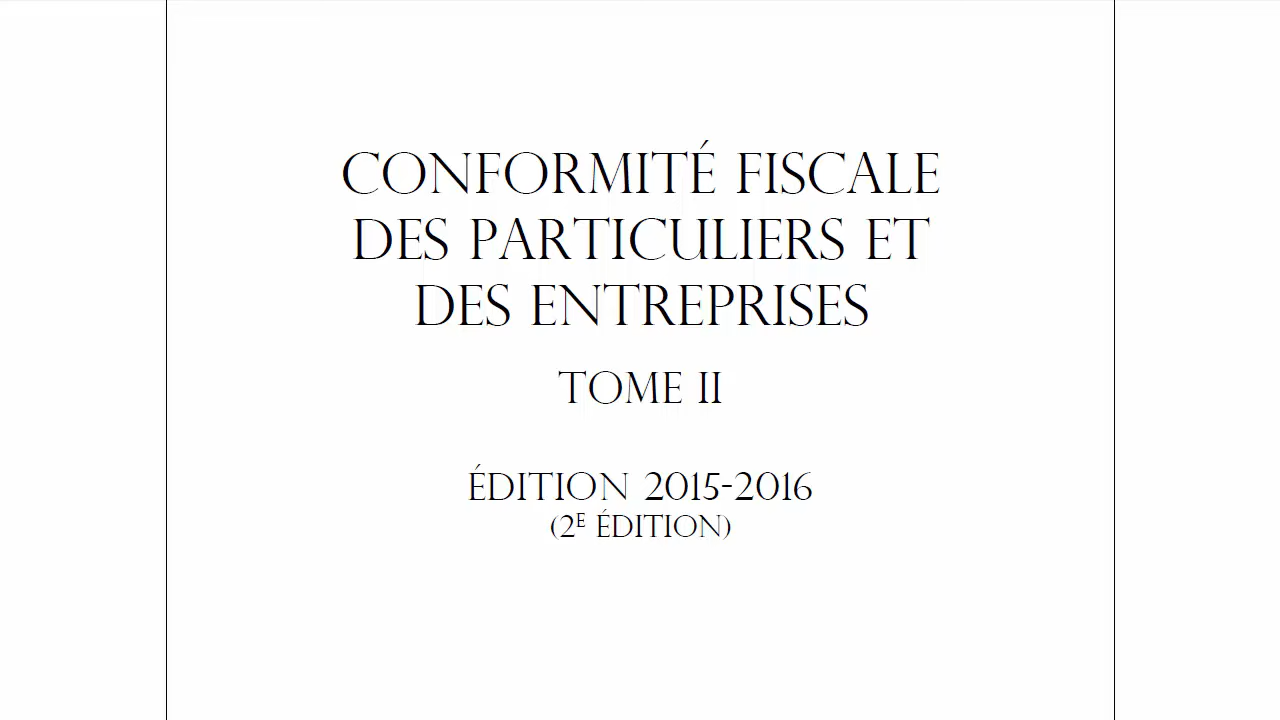 CONFORMITÉ FISCALE
DES PARTICULIERS ET
DES ENTREPRISES
TOME II
ÉDITION 2015-2016
(2E ÉDITION)